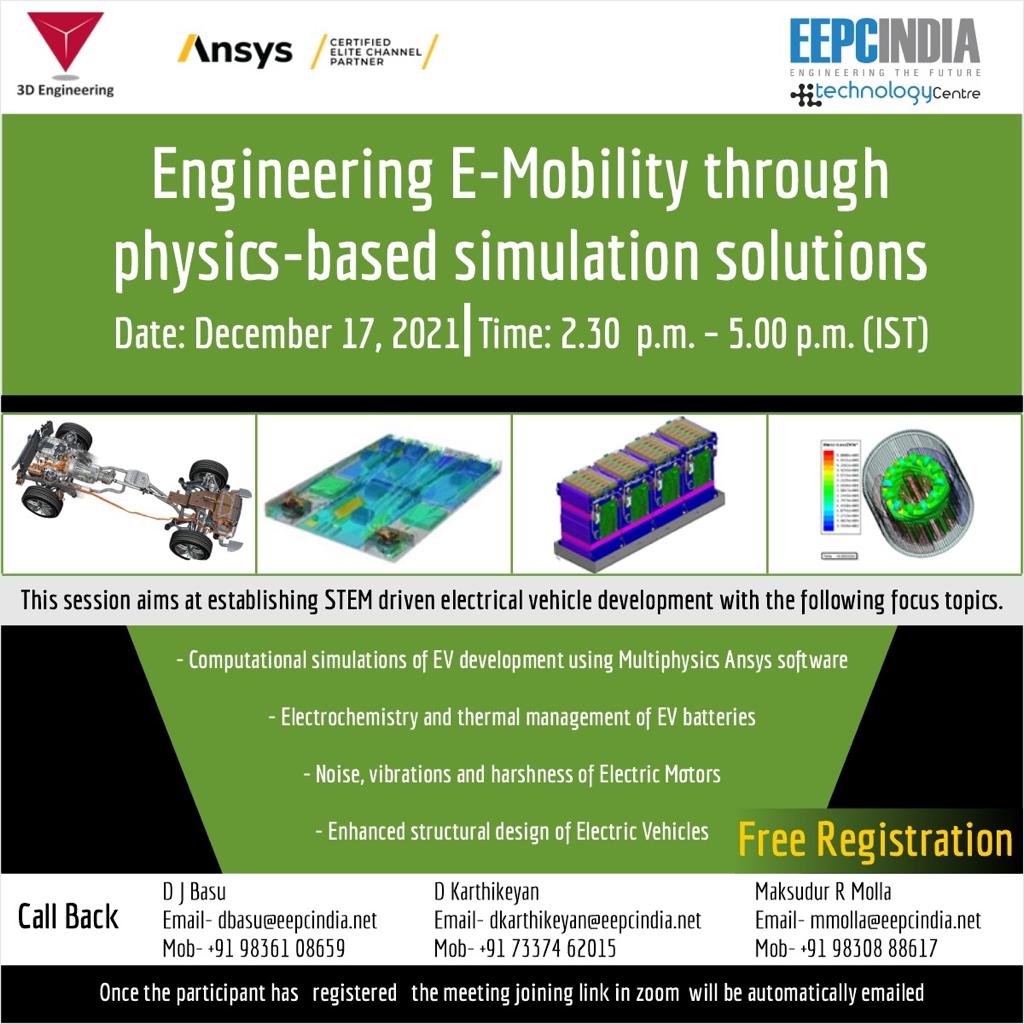 3D Engineering
Ansys
CERTIFIED
ELITE CHANNEL
PARTNER
EEPCINDIA
ENGINEERING THE FUTURE
technologyCentre
Engineering E-Mobility through
physics-based simulation solutions
Date: December 17, 2021 | Time: 2.30 p.m. – 5.00 p.m. (IST)
This session aims at establishing STEM driven electrical vehicle development with the following focus topics.
- Computational simulations of EV development using Multiphysics Ansys software
- Electrochemistry and thermal management of EV batteries
- Noise, vibrations and harshness of Electric Motors
- Enhanced structural design of Electric Vehicles
Free Registration
Call Back
D J Basu
Email- dbasu@eepcindia.net
Mob- +91 98361 08659
D Karthikeyan
Email- dkarthikeyan@eepcindia.net
Mob- +91 73374 62015
Maksudur R Molla
Email- mmolla@eepcindia.net
Mob- +91 98308 88617
Once the participant has registered the meeting joining link in zoom will be automatically emailed